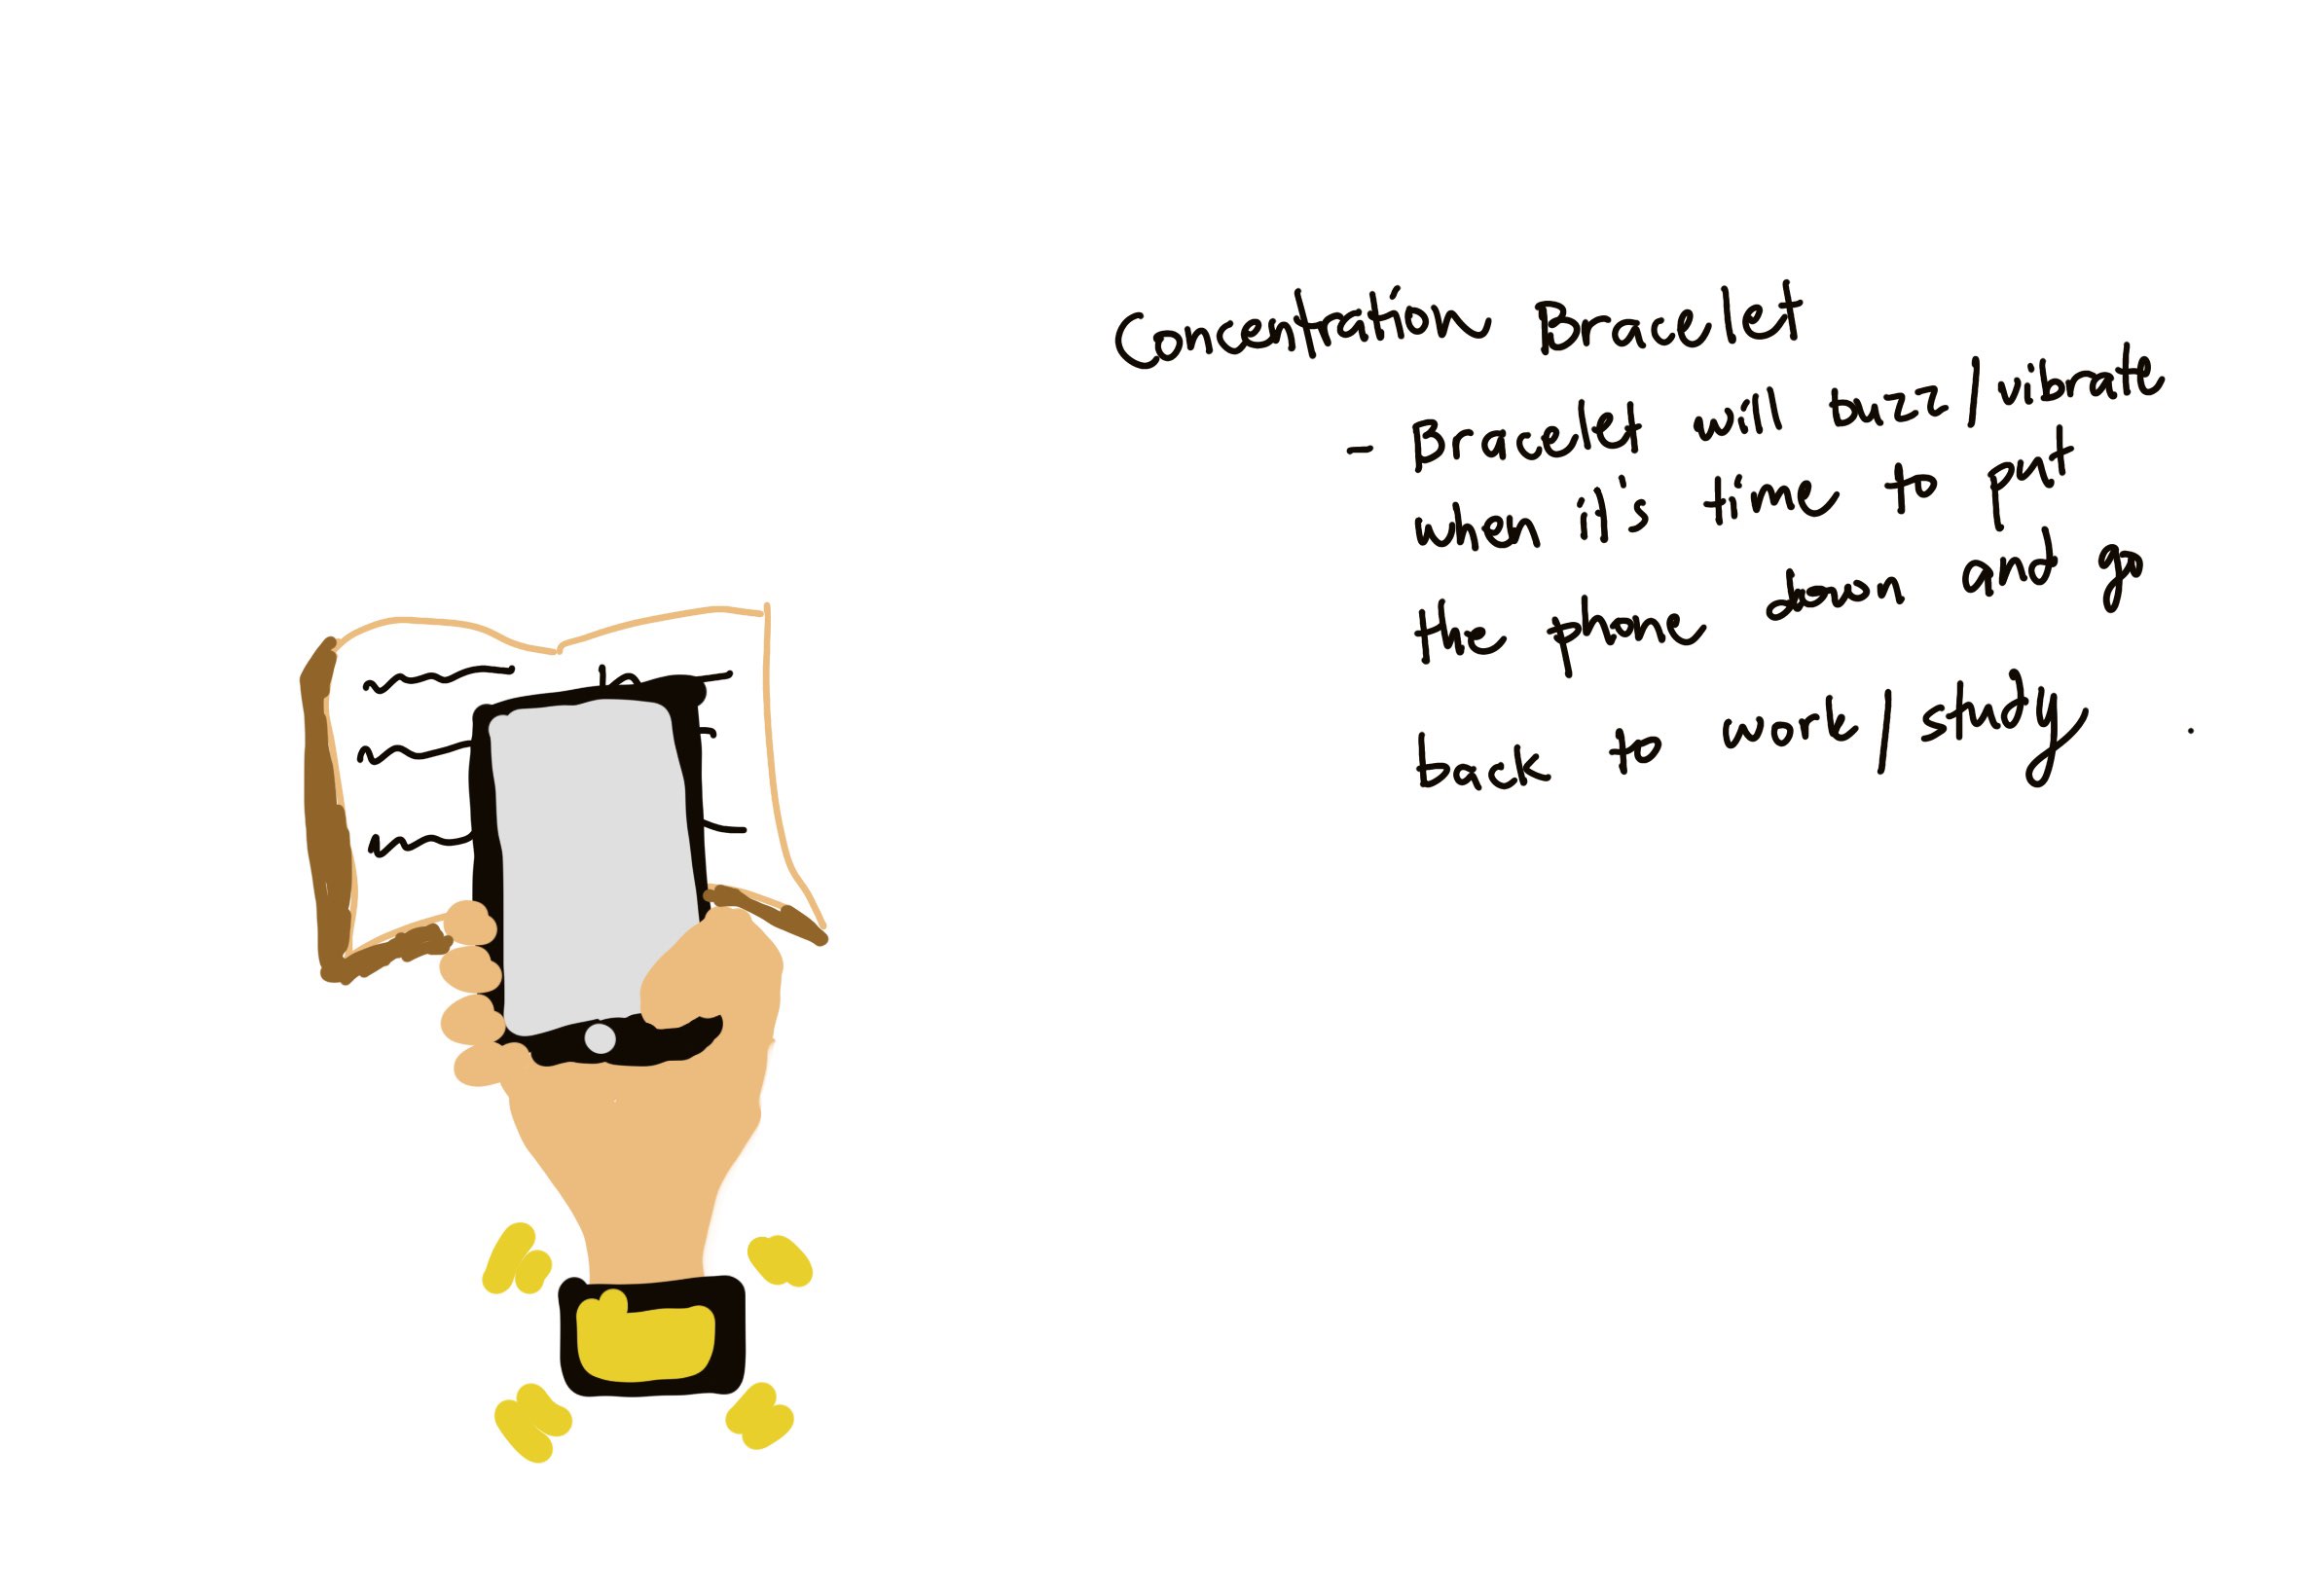 Concentration Bracelet
- Bracelet will buzz/vibrate
when it's time to put
the phone down and go
back to work/study